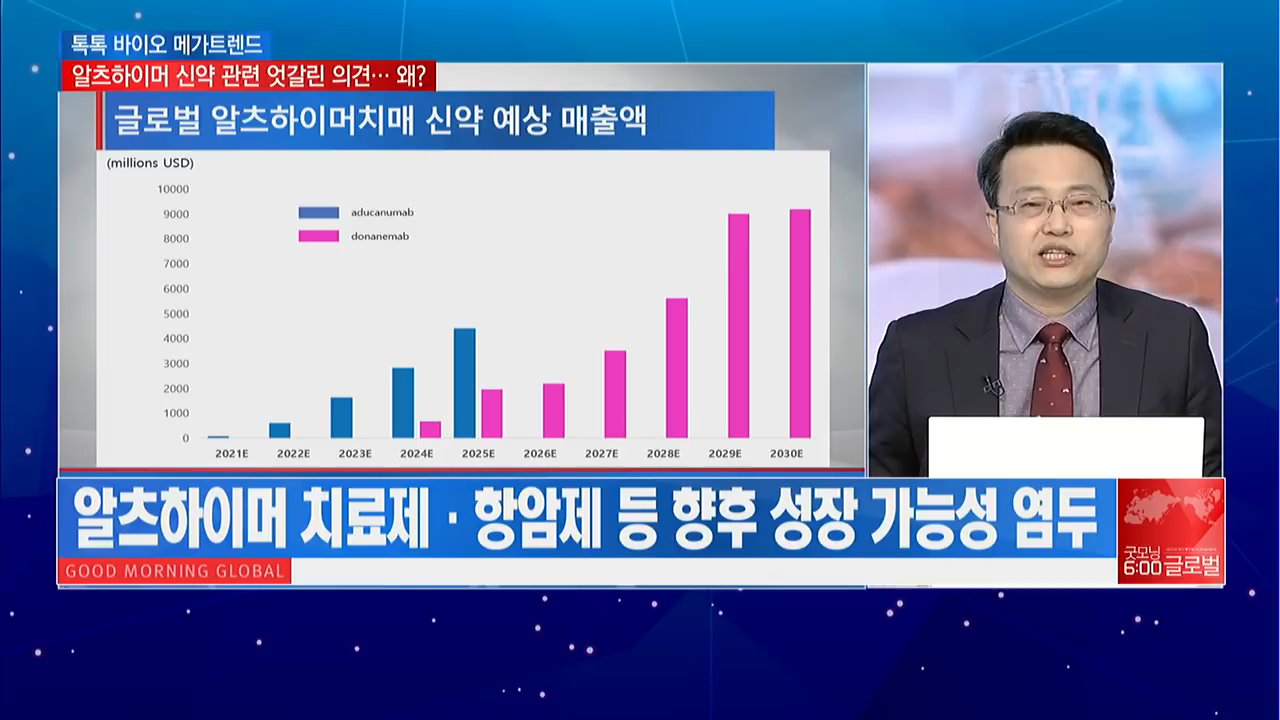 톡톡 바이오 메가트렌드
알츠하이머 신약 관련 엇갈린 의견… 왜?
글로벌 알츠하이머치매 신약 예상 매출액
(millions USD)
10000
9000
8000
7000
6000
5000
4000
3000
2000
1000
0
aducanumab
donanemab
2021E 2022E 2023E 2024E 2025E 2026E 2027E 2028E 2029E 2030E
알츠하이머 치료제·항암제 등 향후 성장 가능성 염두
GOOD MORNING GLOBAL
굿모닝
6:00 글로벌